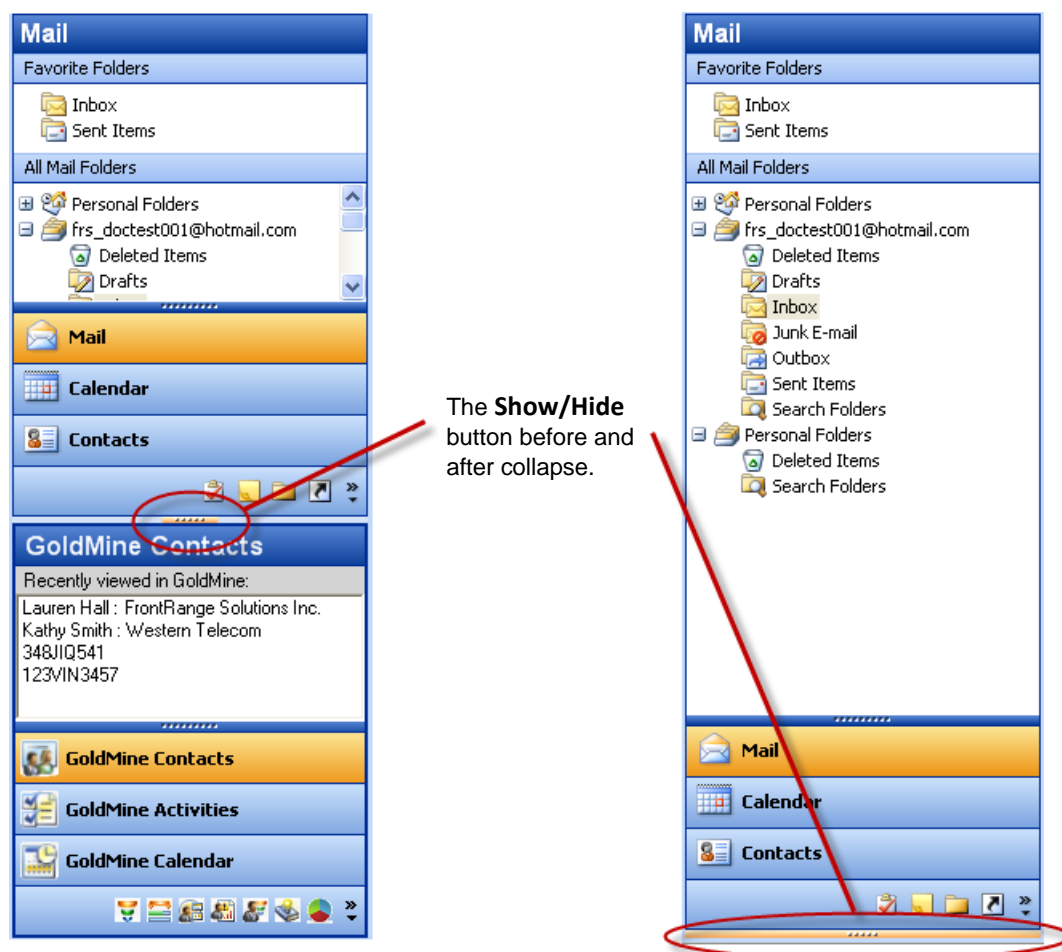 Mail
Favorite Folders
Inbox
Sent Items
All Mail Folders
Personal Folders
frs_doctest001@hotmail.com
Deleted Items
Drafts
Mail
Calendar
Contacts
GoldMine Contacts
Recently viewed in GoldMine:
Lauren Hall : FrontRange Solutions Inc.
Kathy Smith : Western Telecom
348JIQ541
123VIN3457
GoldMine Contacts
GoldMine Activities
GoldMine Calendar
The Show/Hide
button before and
after collapse.
Mail
Favorite Folders
Inbox
Sent Items
All Mail Folders
Personal Folders
frs_doctest001@hotmail.com
Deleted Items
Drafts
Inbox
Junk E-mail
Outbox
Sent Items
Search Folders
Personal Folders
Deleted Items
Search Folders
Mail
Calendar
Contacts